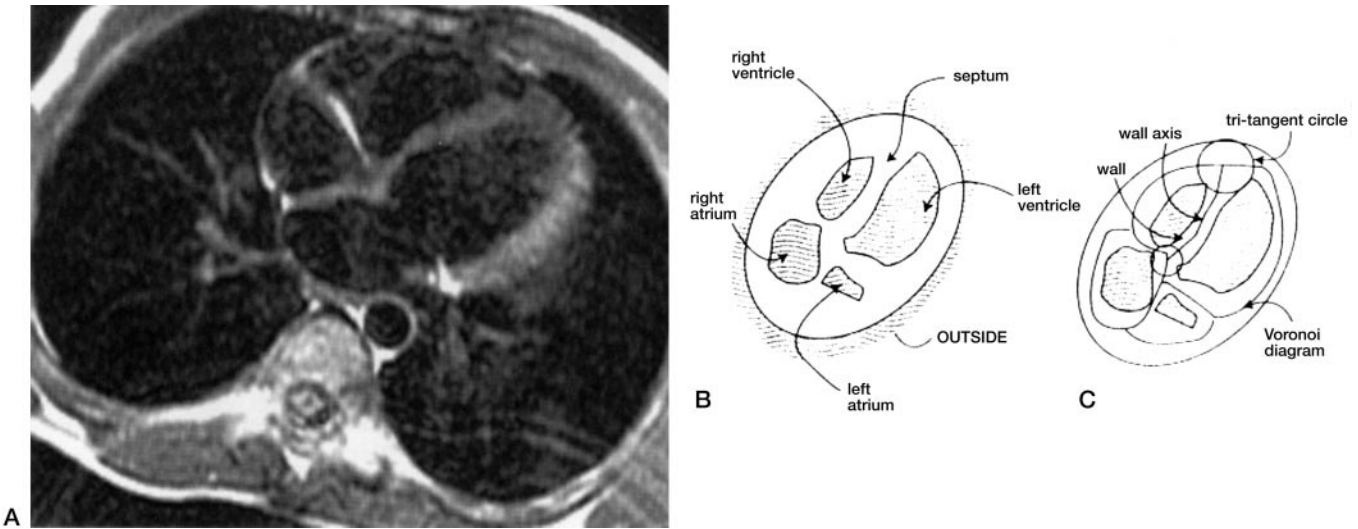 A
right
ventricle
septum
right
atrium
left
ventricle
OUTSIDE
left
atrium
B
tri-tangent circle
wall axis
wall
Voronoi
diagram
C